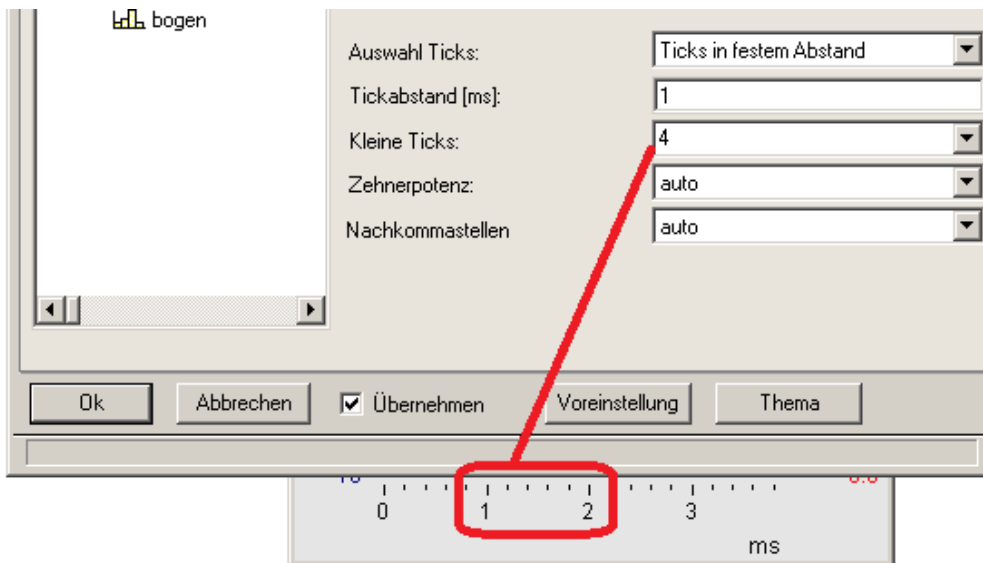 bogen
Auswahl Ticks: Ticks in festem Abstand
Tickabstand [ms]: 1
Kleine Ticks: 4
Zehnerpotenz: auto
Nachkommastellen auto
Ok Abbrechen Übernehmen Voreinstellung Thema
0 1 2 3
ms